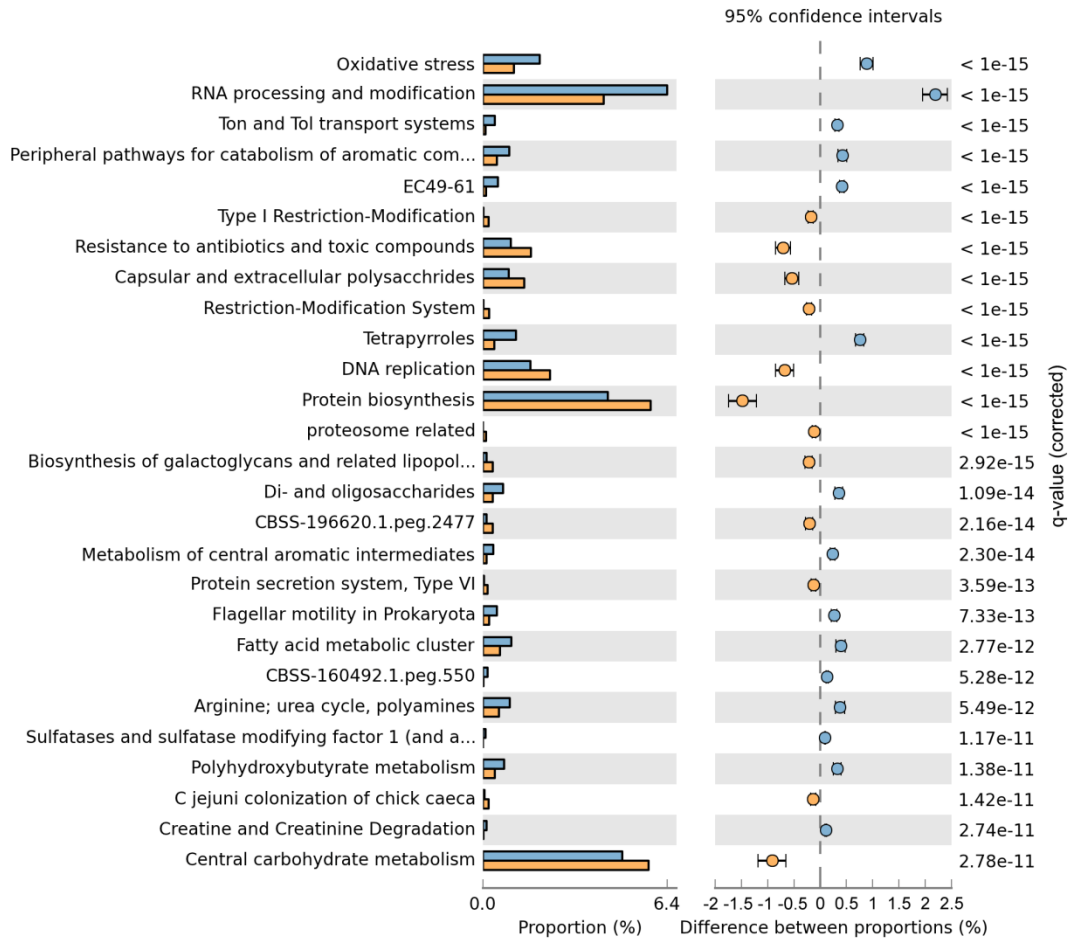 95% confidence intervals
Oxidative stress < 1e-15
RNA processing and modification < 1e-15
Ton and Tol transport systems < 1e-15
Peripheral pathways for catabolism of aromatic com... < 1e-15
EC49-61 < 1e-15
Type I Restriction-Modification < 1e-15
Resistance to antibiotics and toxic compounds < 1e-15
Capsular and extracellular polysacchrides < 1e-15
Restriction-Modification System < 1e-15
Tetrapyrroles < 1e-15
DNA replication < 1e-15
Protein biosynthesis < 1e-15
proteosome related < 1e-15
Biosynthesis of galactoglycans and related lipopol... 2.92e-15
Di- and oligosaccharides 1.09e-14
CBSS-196620.1.peg.2477 2.16e-14
Metabolism of central aromatic intermediates 2.30e-14
Protein secretion system, Type VI 3.59e-13
Flagellar motility in Prokaryota 7.33e-13
Fatty acid metabolic cluster 2.77e-12
CBSS-160492.1.peg.550 5.28e-12
Arginine; urea cycle, polyamines 5.49e-12
Sulfatases and sulfatase modifying factor 1 (and a... 1.17e-11
Polyhydroxybutyrate metabolism 1.38e-11
C jejuni colonization of chick caeca 1.42e-11
Creatine and Creatinine Degradation 2.74e-11
Central carbohydrate metabolism 2.78e-11
q-value (corrected)
0.0 6.4 -2 -1.5 -1 -0.5 0 0.5 1 1.5 2 2.5
Proportion (%) Difference between proportions (%)